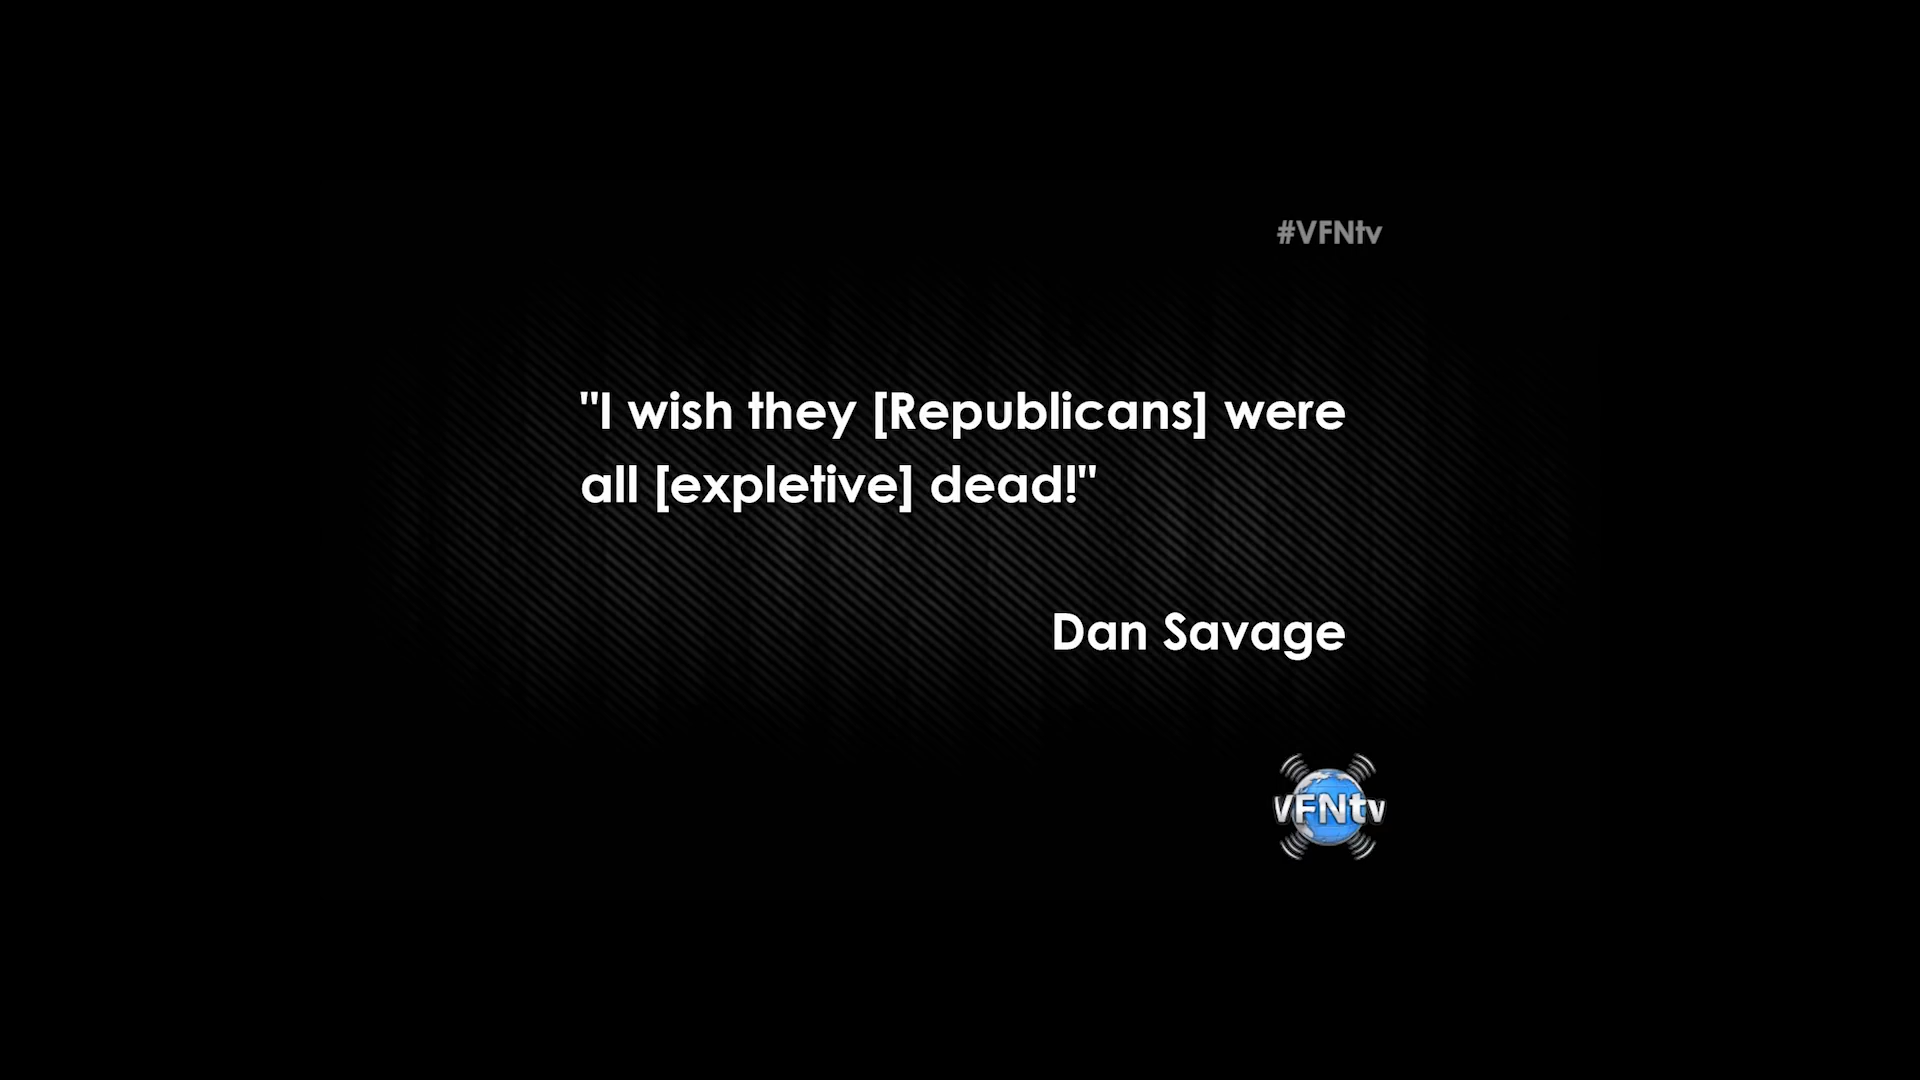 #VFNtv
"I wish they [Republicans] were
all [expletive] dead!"
Dan Savage
VFNtv